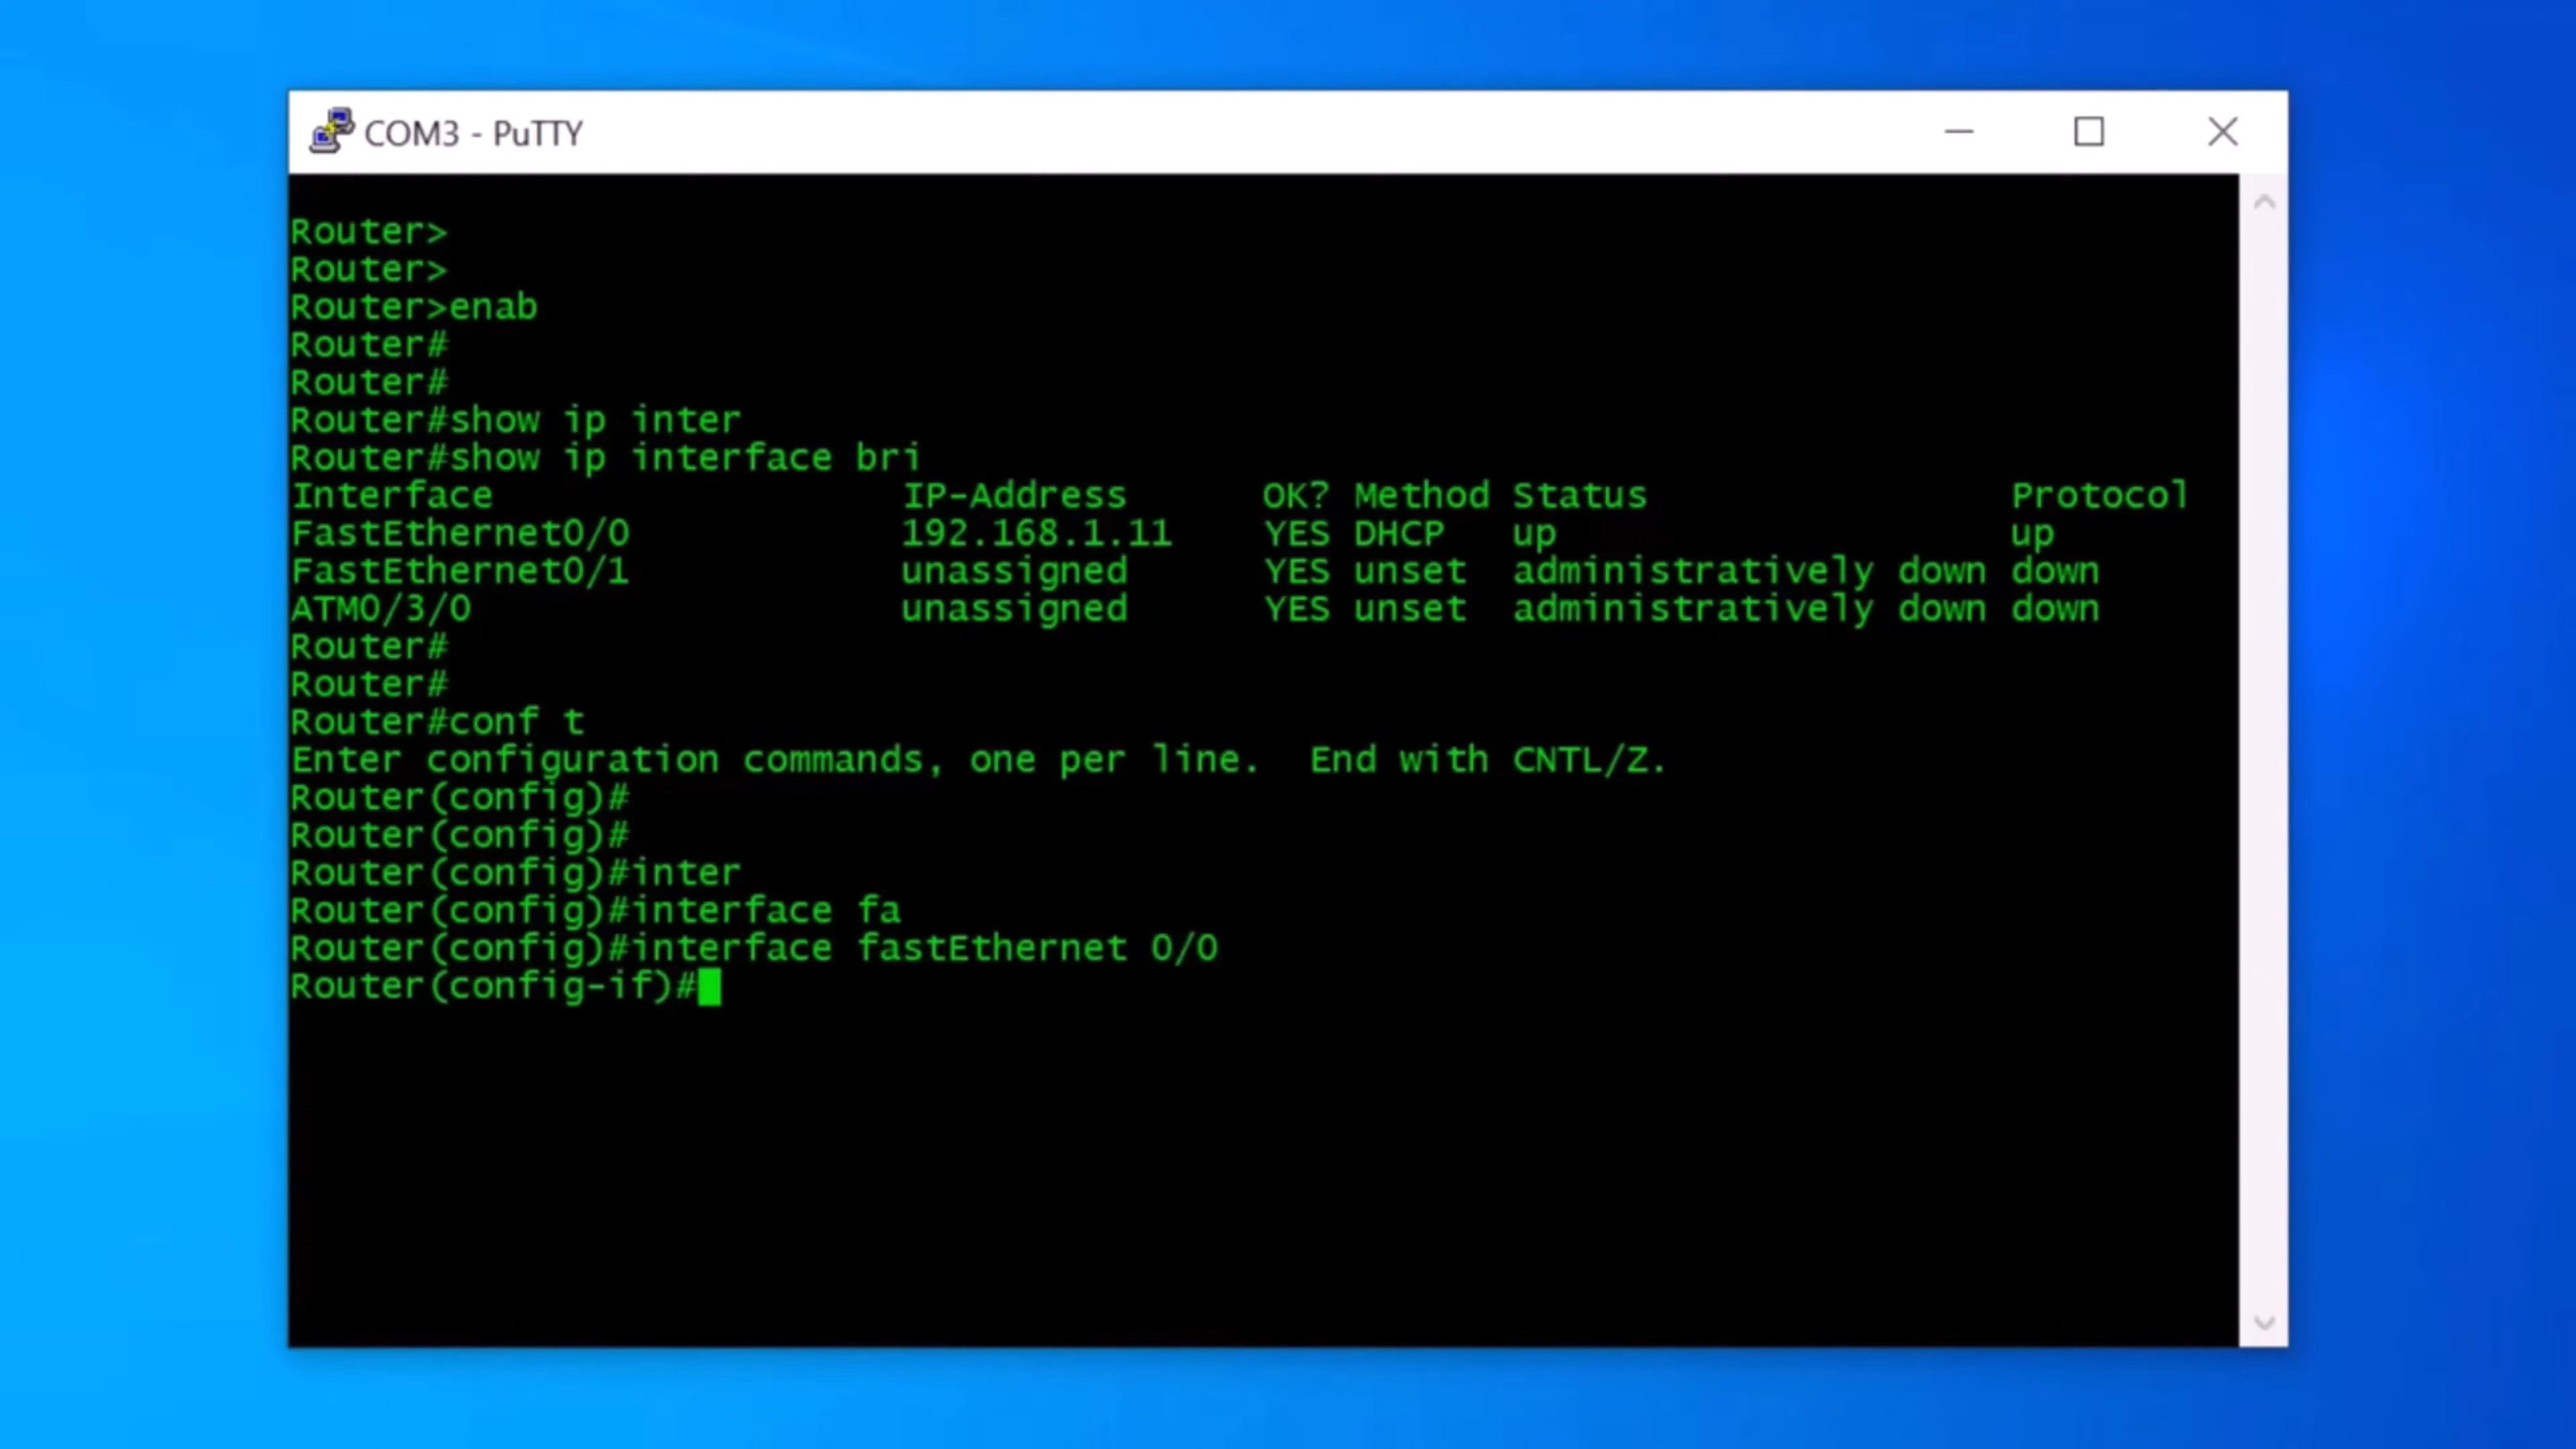 COM3 - PuTTY
Router>
Router>
Router>enab
Router#
Router#
Router#show ip inter
Router#show ip interface bri
Interface                  IP-Address      OK? Method Status                Protocol
FastEthernet0/0            192.168.1.11    YES DHCP   up                    up
FastEthernet0/1            unassigned      YES unset  administratively down down
ATM0/3/0                   unassigned      YES unset  administratively down down
Router#
Router#
Router#conf t
Enter configuration commands, one per line.  End with CNTL/Z.
Router(config)#
Router(config)#
Router(config)#inter
Router(config)#interface fa
Router(config)#interface fastEthernet 0/0
Router(config-if)#